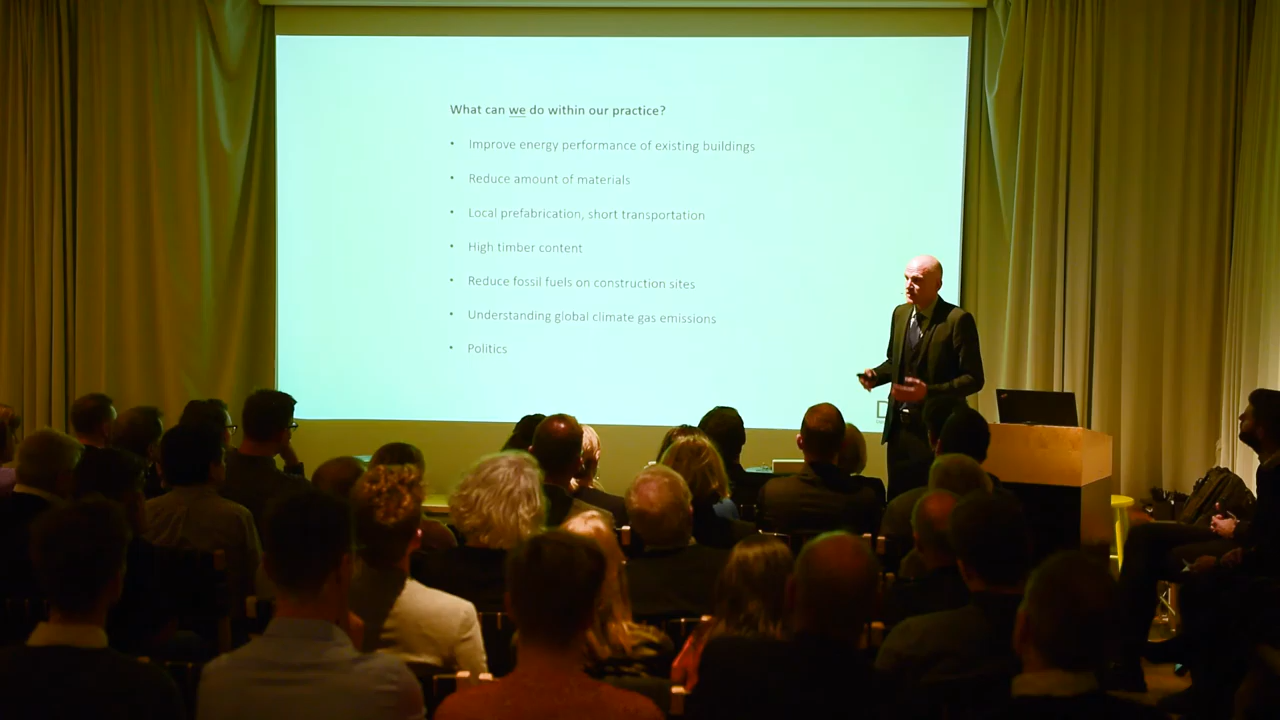 What can we do within our practice?
• Improve energy performance of existing buildings
• Reduce amount of materials
• Local prefabrication, short transportation
• High timber content
• Reduce fossil fuels on construction sites
• Understanding global climate gas emissions
• Politics
D